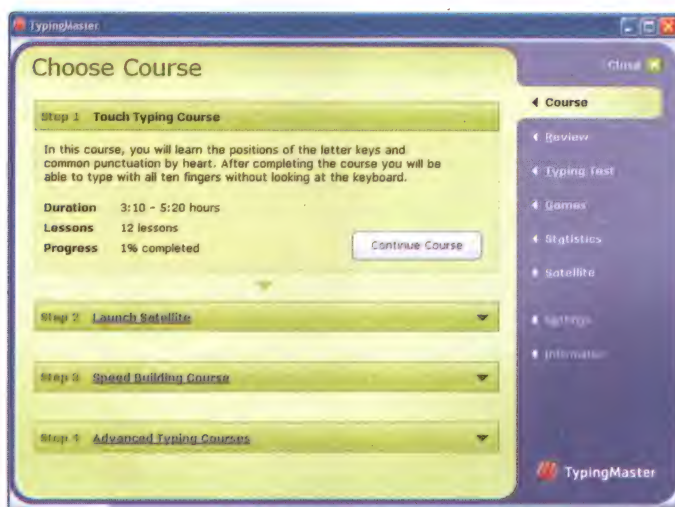 TypingMaster
Choose Course
Close
Step 1 Touch Typing Course
In this course, you will learn the positions of the letter keys and
common punctuation by heart. After completing the course you will be
able to type with all ten fingers without looking at the keyboard.
Duration 3:10 - 5:20 hours
Lessons 12 lessons
Progress 1% completed
Continue Course
Step 2 Launch Satellite
Step 3 Speed Building Course
Step 4 Advanced Typing Courses
Course
Review
Typing Test
Games
Statistics
Satellite
Settings
Information
TypingMaster